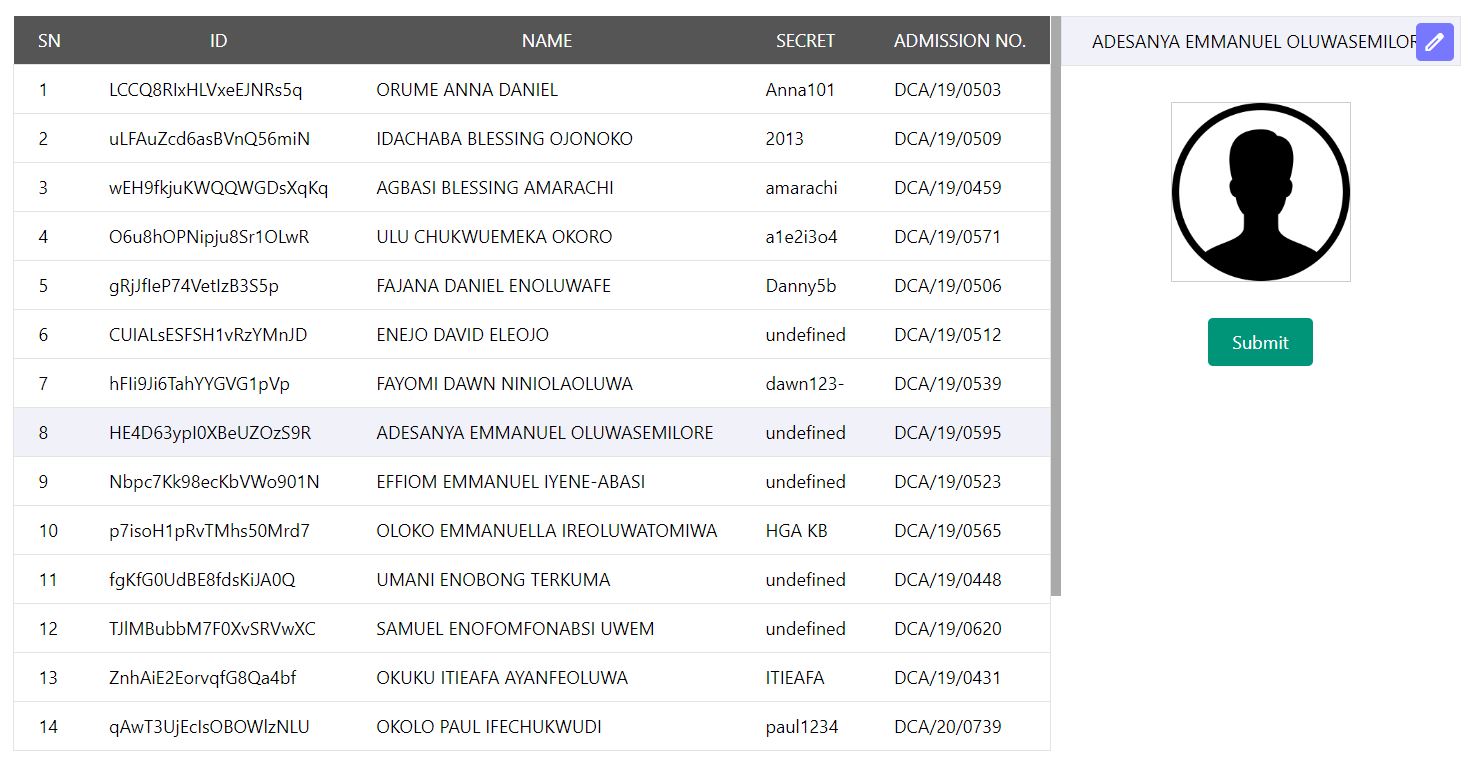 SN ID NAME SECRET ADMISSION NO.
1 LCCQ8RIxHLVxeEJNRs5q ORUME ANNA DANIEL Anna101 DCA/19/0503
2 uLFAuZcd6asBVnQ56miN IDACHABA BLESSING OJONOKO 2013 DCA/19/0509
3 wEH9fkjuKWQQWGDsXqKq AGBASI BLESSING AMARACHI amarachi DCA/19/0459
4 O6u8hOPNipju8Sr1OLwR ULU CHUKWUEMEKA OKORO a1e2i3o4 DCA/19/0571
5 gRjJfIeP74VetIzB3S5p FAJANA DANIEL ENOLUWAFE Danny5b DCA/19/0506
6 CUIALsESFSH1vRzYMnJD ENEJO DAVID ELEOJO undefined DCA/19/0512
7 hFIi9Ji6TahYYGVG1pVp FAYOMI DAWN NINIOLAOLUWA dawn123- DCA/19/0539
8 HE4D63ypI0XBeUZOzS9R ADESANYA EMMANUEL OLUWASEMILORE undefined DCA/19/0595
9 Nbpc7Kk98ecKbVWo901N EFFIOM EMMANUEL IYENE-ABASI undefined DCA/19/0523
10 p7isoH1pRvTMhs50Mrd7 OLOKO EMMANUELLA IREOLUWATOMIWA HGA KB DCA/19/0565
11 fgKfG0UdBE8fdsKiJA0Q UMANI ENOBONG TERKUMA undefined DCA/19/0448
12 TJlMBubbM7F0XvSRVwXC SAMUEL ENOFOMFONABSI UWEM undefined DCA/19/0620
13 ZnhAiE2EorvqfG8Qa4bf OKUKU ITIEAFA AYANFEOLUWA ITIEAFA DCA/19/0431
14 qAwT3UjEcIsOBOWlzNLU OKOLO PAUL IFECHUKWUDI paul1234 DCA/20/0739
ADESANYA EMMANUEL OLUWASEMILOR
Submit